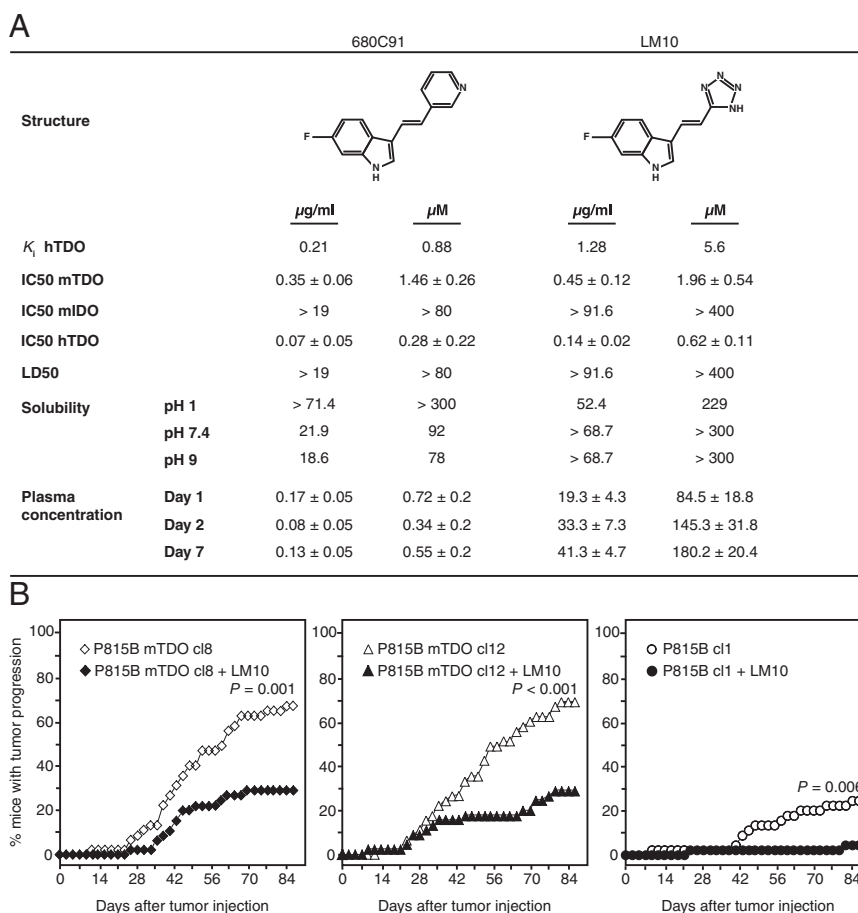 A
680C91 LM10
Structure
F N H N
F N H N N N NH
µg/ml µM µg/ml µM
Ki hTDO 0.21 0.88 1.28 5.6
IC50 mTDO 0.35 ± 0.06 1.46 ± 0.26 0.45 ± 0.12 1.96 ± 0.54
IC50 mIDO > 19 > 80 > 91.6 > 400
IC50 hTDO 0.07 ± 0.05 0.28 ± 0.22 0.14 ± 0.02 0.62 ± 0.11
LD50 > 19 > 80 > 91.6 > 400
Solubility pH 1 > 71.4 > 300 52.4 229
pH 7.4 21.9 92 > 68.7 > 300
pH 9 18.6 78 > 68.7 > 300
Plasma concentration Day 1 0.17 ± 0.05 0.72 ± 0.2 19.3 ± 4.3 84.5 ± 18.8
Day 2 0.08 ± 0.05 0.34 ± 0.2 33.3 ± 7.3 145.3 ± 31.8
Day 7 0.13 ± 0.05 0.55 ± 0.2 41.3 ± 4.7 180.2 ± 20.4
B
% mice with tumor progression
100
80
60
40
20
0
P815B mTDO cl8
P815B mTDO cl8 + LM10
P = 0.001
0 14 28 42 56 70 84
Days after tumor injection
100
80
60
40
20
0
P815B mTDO cl12
P815B mTDO cl12 + LM10
P < 0.001
0 14 28 42 56 70 84
Days after tumor injection
100
80
60
40
20
0
P815B cl1
P815B cl1 + LM10
P = 0.006
0 14 28 42 56 70 84
Days after tumor injection